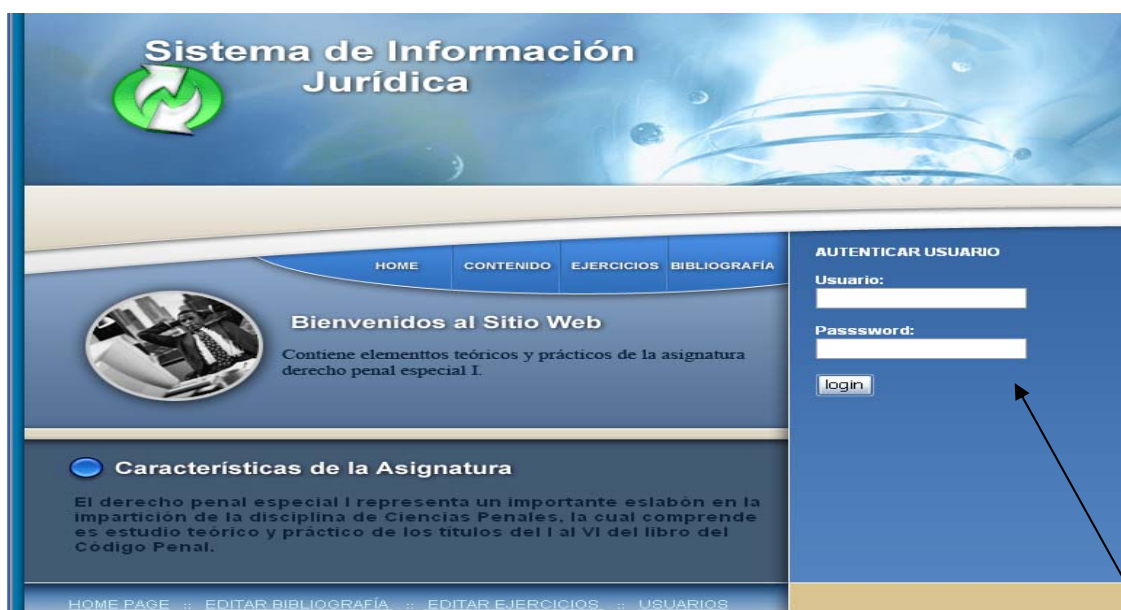 Sistema de Información
Jurídica
HOME CONTENIDO EJERCICIOS BIBLIOGRAFÍA
Bienvenidos al Sitio Web
Contiene elementtos teóricos y prácticos de la asignatura
derecho penal especial I.
AUTENTICAR USUARIO
Usuario:
Passsword:
login
Características de la Asignatura
El derecho penal especial I representa un importante eslabón en la
impartición de la disciplina de Ciencias Penales, la cual comprende
es estudio teórico y práctico de los títulos del I al VI del libro del
Código Penal.
HOME PAGE :: EDITAR BIBLIOGRAFÍA :: EDITAR EJERCICIOS :: USUARIOS